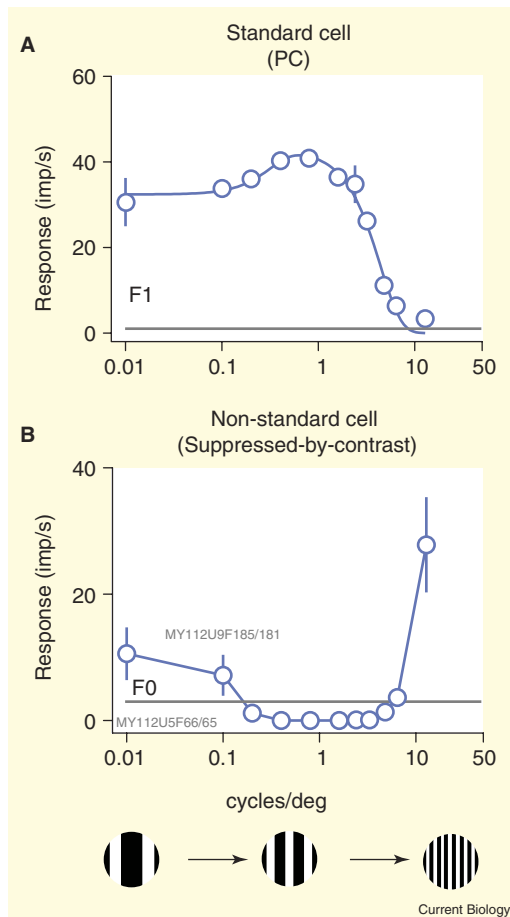 A
Standard cell
(PC)
60
40
20
0
Response (imp/s)
F1
0.01 0.1 1 10 50
B
Non-standard cell
(Suppressed-by-contrast)
40
20
0
Response (imp/s)
MY112U9F185/181
F0
MY112U5F66/65
0.01 0.1 1 10 50
cycles/deg
Current Biology